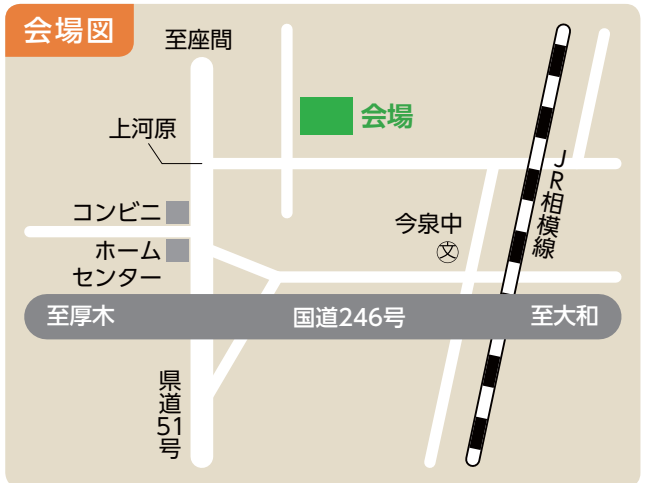 会場図
至座間
会場
上河原
JR相模線
コンビニ
今泉中
文
ホーム
センター
至厚木
国道246号
至大和
県道51号